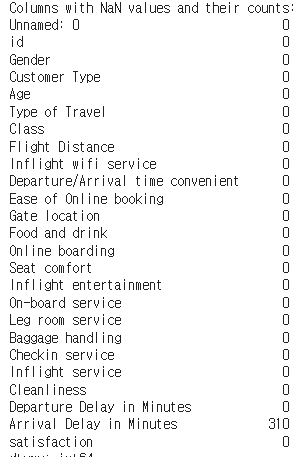 Columns with NaN values and their counts:
Unnamed: 0 0
id 0
Gender 0
Customer Type 0
Age 0
Type of Travel 0
Class 0
Flight Distance 0
Inflight wifi service 0
Departure/Arrival time convenient 0
Ease of Online booking 0
Gate location 0
Food and drink 0
Online boarding 0
Seat comfort 0
Inflight entertainment 0
On-board service 0
Leg room service 0
Baggage handling 0
Checkin service 0
Inflight service 0
Cleanliness 0
Departure Delay in Minutes 0
Arrival Delay in Minutes 310
satisfaction 0
dtype: int64